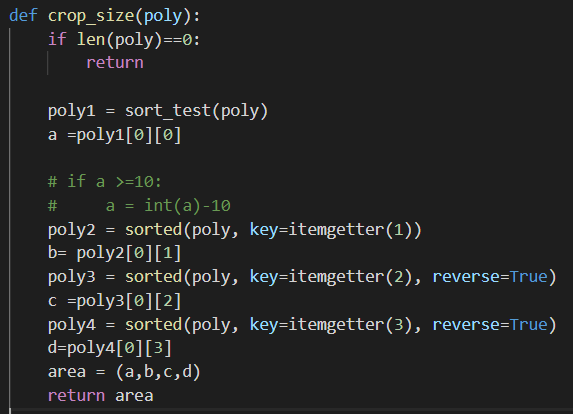 def crop_size(poly):
    if len(poly)==0:
        return
    poly1 = sort_test(poly)
    a =poly1[0][0]
    # if a >=10:
    #     a = int(a)-10
    poly2 = sorted(poly, key=itemgetter(1))
    b= poly2[0][1]
    poly3 = sorted(poly, key=itemgetter(2), reverse=True)
    c =poly3[0][2]
    poly4 = sorted(poly, key=itemgetter(3), reverse=True)
    d=poly4[0][3]
    area = (a,b,c,d)
    return area